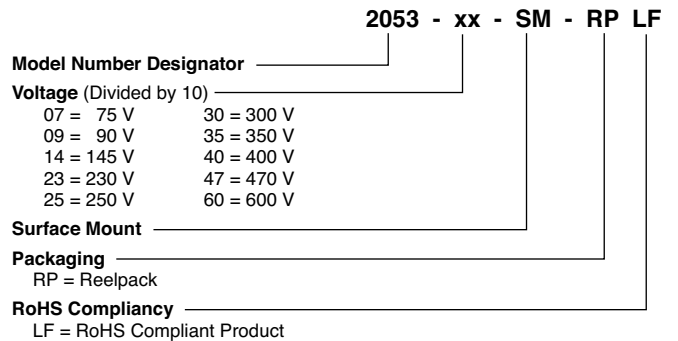 2053 - xx - SM - RP LF
Model Number Designator
Voltage (Divided by 10)
07 = 75 V 30 = 300 V
09 = 90 V 35 = 350 V
14 = 145 V 40 = 400 V
23 = 230 V 47 = 470 V
25 = 250 V 60 = 600 V
Surface Mount
Packaging
RP = Reelpack
RoHS Compliancy
LF = RoHS Compliant Product